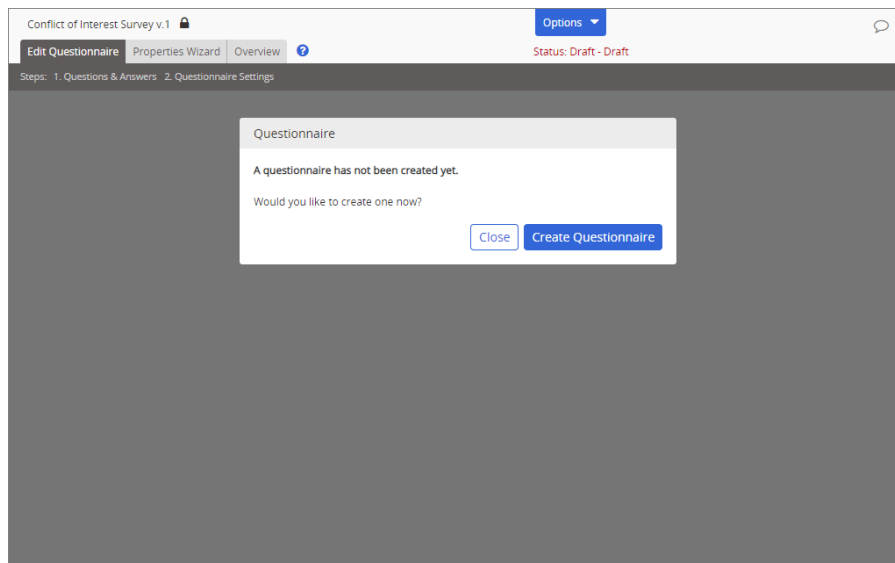 Conflict of Interest Survey v.1
Options
Edit Questionnaire Properties Wizard Overview ?
Status: Draft - Draft
Steps: 1. Questions & Answers 2. Questionnaire Settings
Questionnaire
A questionnaire has not been created yet.
Would you like to create one now?
Close Create Questionnaire